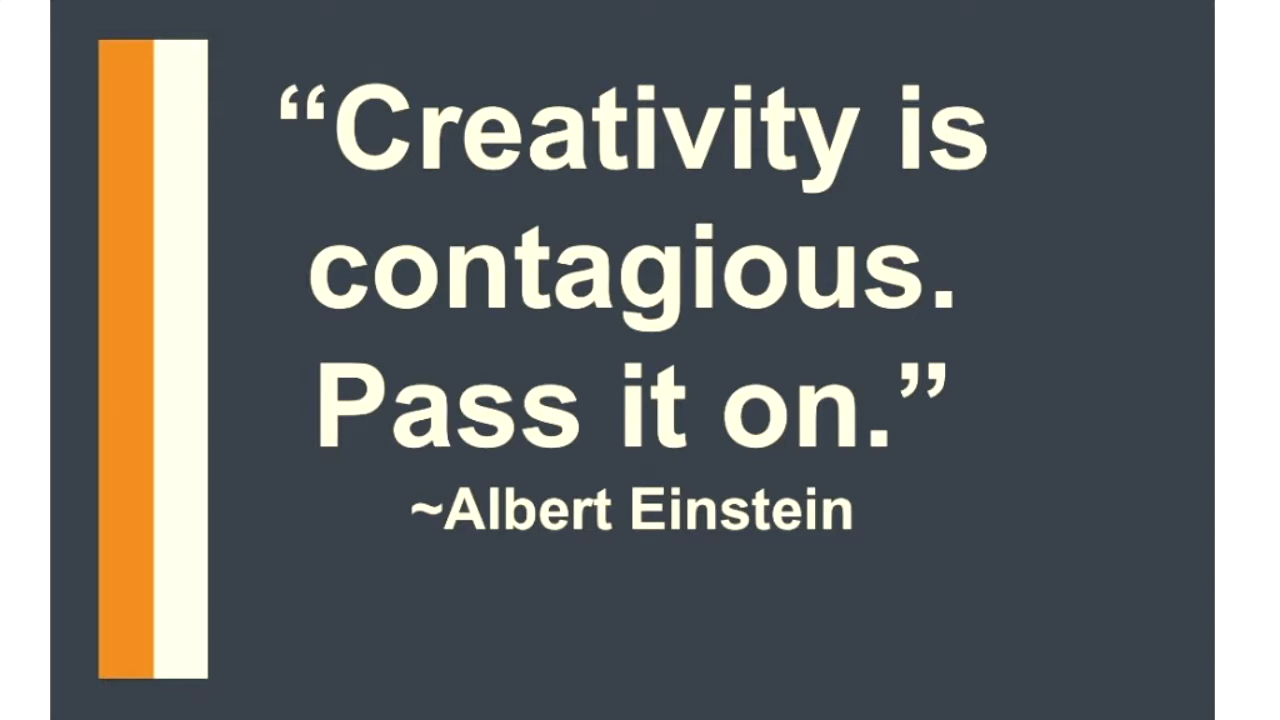 “Creativity is
contagious.
Pass it on.”
~Albert Einstein